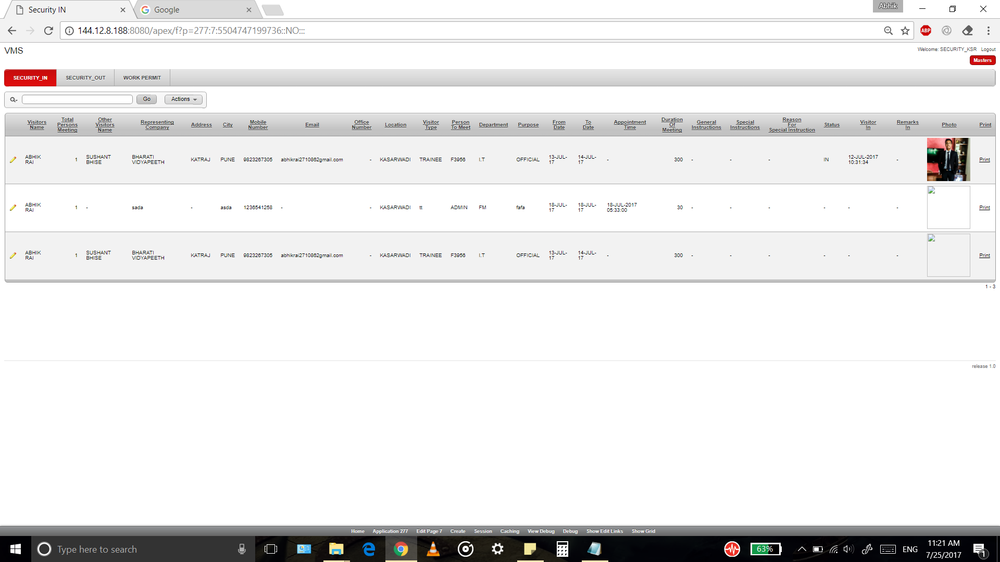 Security IN
Google
Abhik
144.12.8.188:8080/apex/f?p=277:7:5504747199736::NO:::
ABP
VMS
Welcome: SECURITY_KSR Logout
Masters
SECURITY_IN SECURITY_OUT WORK PERMIT
Go Actions
Visitors Name Total Persons Meeting Other Visitors Name Representing Company Address City Mobile Number Email Office Number Location Visitor Type Person To Meet Department Purpose From Date To Date Appointment Time Duration Of Meeting General Instructions Special Instructions Reason For Special Instruction Status Visitor In Remarks In Photo Print
ABHIK RAI 1 SUSHANT BHISE BHARATI VIDYAPEETH KATRAJ PUNE 9823267305 abhikrai2710862gmail.com - KASARWADI TRAINEE F3956 I.T OFFICIAL 13-JUL-17 14-JUL-17 - 300 - - - IN 12-JUL-2017 10:31:34 - Print
ABHIK RAI 1 - sada - asda 1236541258 - - KASARWADI tt ADMIN FM fafa 18-JUL-17 18-JUL-17 18-JUL-2017 05:33:00 30 - - - - - - Print
ABHIK RAI 1 SUSHANT BHISE BHARATI VIDYAPEETH KATRAJ PUNE 9823267305 abhikrai2710862gmail.com - KASARWADI TRAINEE F3956 I.T OFFICIAL 13-JUL-17 14-JUL-17 - 300 - - - - - - Print
1 - 3
release 1.0
Home Application 277 Edit Page 7 Create Session Caching View Debug Debug Show Edit Links Show Grid
Type here to search
63%
ENG
11:21 AM
7/25/2017
1